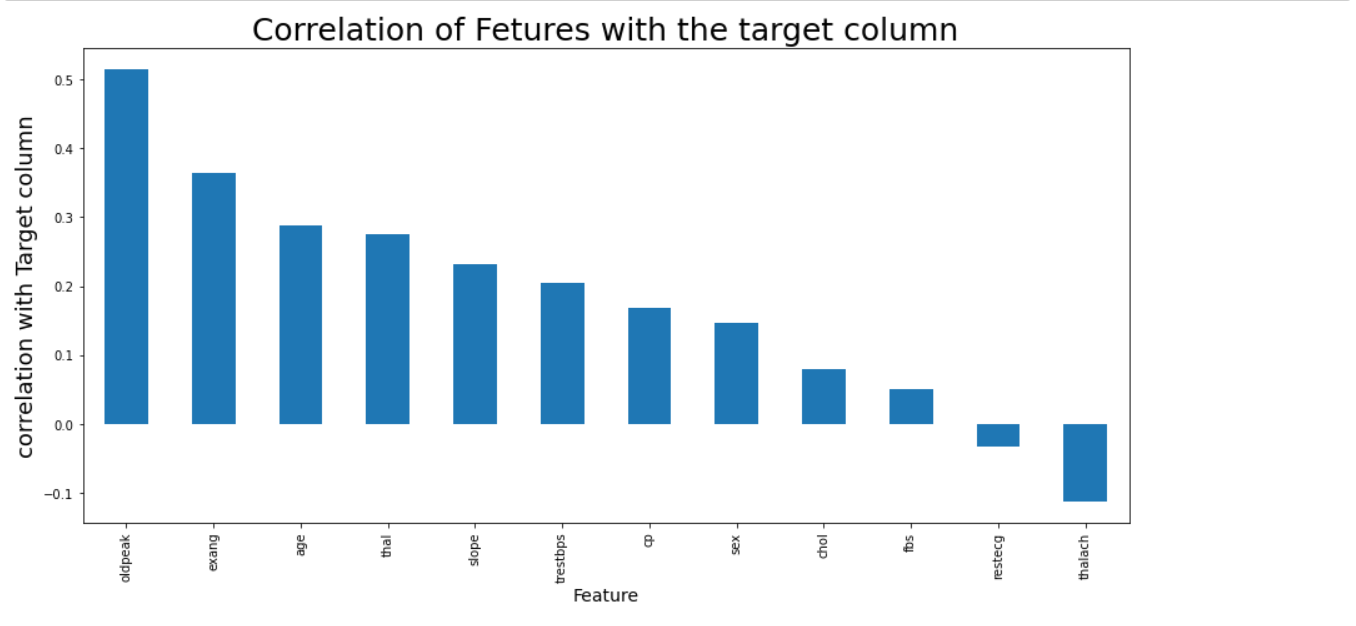 Correlation of Fetures with the target column
correlation with Target column
0.5
0.4
0.3
0.2
0.1
0.0
−0.1
oldpeak
exang
age
thal
slope
trestbps
cp
sex
chol
fbs
restecg
thalach
Feature